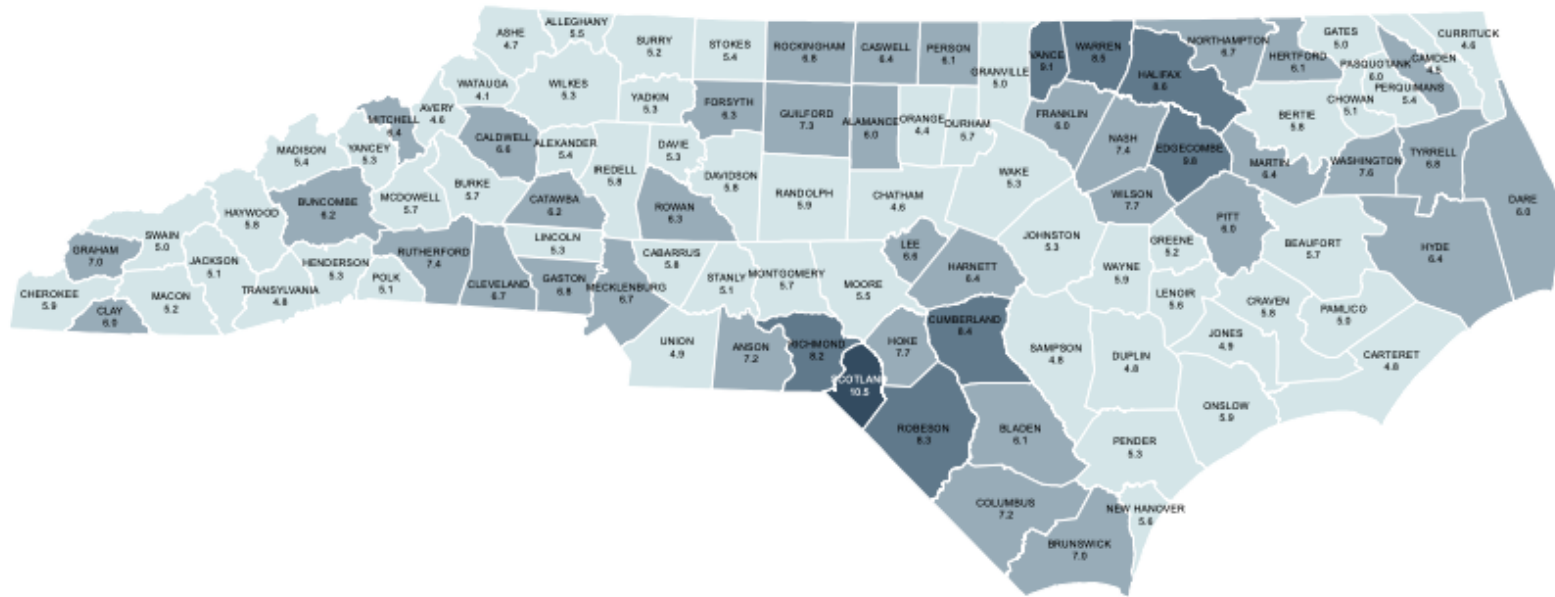 ASHE
4.7
ALLEGHANY
5.5
SURRY
5.2
STOKES
5.4
ROCKINGHAM
6.8
CASWELL
6.4
PERSON
6.1
GRANVILLE
5.0
VANCE
9.1
WARREN
8.5
HALIFAX
8.6
NORTHAMPTON
6.7
HERTFORD
6.1
GATES
5.0
PASQUOTANK
6.0
CAMDEN
4.5
CURRITUCK
4.6
PERQUIMANS
5.4
CHOWAN
5.1
BERTIE
5.8
WATAUGA
4.1
WILKES
5.3
YADKIN
5.3
FORSYTH
6.3
GUILFORD
7.3
ALAMANCE
6.0
ORANGE
4.4
DURHAM
5.7
FRANKLIN
6.0
NASH
7.4
EDGECOMBE
9.8
MARTIN
6.4
WASHINGTON
7.6
TYRRELL
6.8
DARE
6.0
AVERY
4.6
MITCHELL
6.4
CALDWELL
6.6
ALEXANDER
5.4
IREDELL
5.8
DAVIE
5.3
DAVIDSON
5.8
RANDOLPH
5.9
CHATHAM
4.6
WAKE
5.3
WILSON
7.7
PITT
6.0
MADISON
5.4
YANCEY
5.3
MCDOWELL
5.7
BURKE
5.7
CATAWBA
6.2
ROWAN
6.3
BUNCOMBE
6.2
HAYWOOD
5.8
SWAIN
5.0
GRAHAM
7.0
JACKSON
5.1
HENDERSON
5.3
RUTHERFORD
7.4
CLEVELAND
6.7
LINCOLN
5.3
GASTON
6.8
CABARRUS
5.8
LEE
6.6
HARNETT
6.4
JOHNSTON
5.3
WAYNE
5.9
GREENE
5.2
BEAUFORT
5.7
HYDE
6.4
CHEROKEE
5.9
CLAY
6.0
MACON
5.2
TRANSYLVANIA
4.8
POLK
5.1
MECKLENBURG
6.7
STANLY
5.1
MONTGOMERY
5.7
MOORE
5.5
LENOIR
5.6
CRAVEN
5.8
PAMLICO
5.0
UNION
4.9
ANSON
7.2
RICHMOND
8.2
HOKE
7.7
CUMBERLAND
8.4
SAMPSON
4.8
DUPLIN
4.8
JONES
4.9
CARTERET
4.8
SCOTLAND
10.5
ROBESON
8.3
BLADEN
6.1
ONSLOW
5.9
PENDER
5.3
COLUMBUS
7.2
NEW HANOVER
5.6
BRUNSWICK
7.0